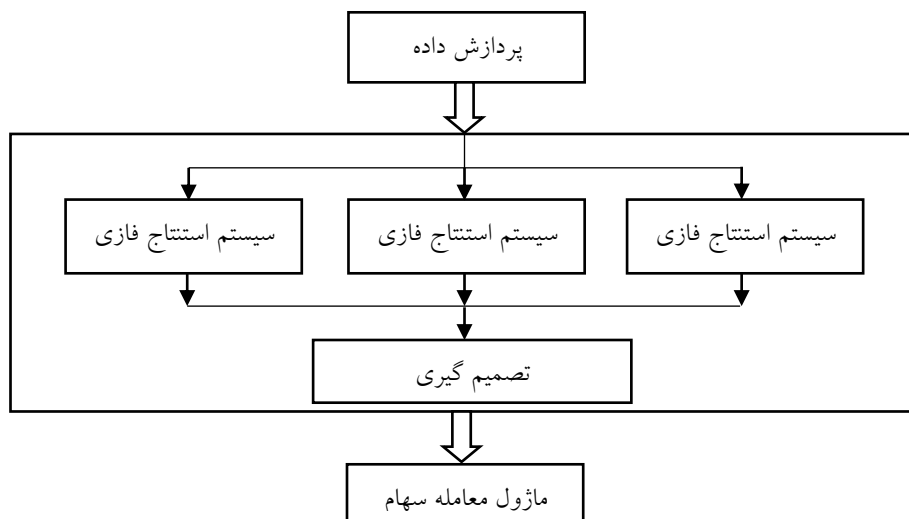 پردازش داده
سیستم استنتاج فازی
سیستم استنتاج فازی
سیستم استنتاج فازی
تصمیم گیری
ماژول معامله سهام